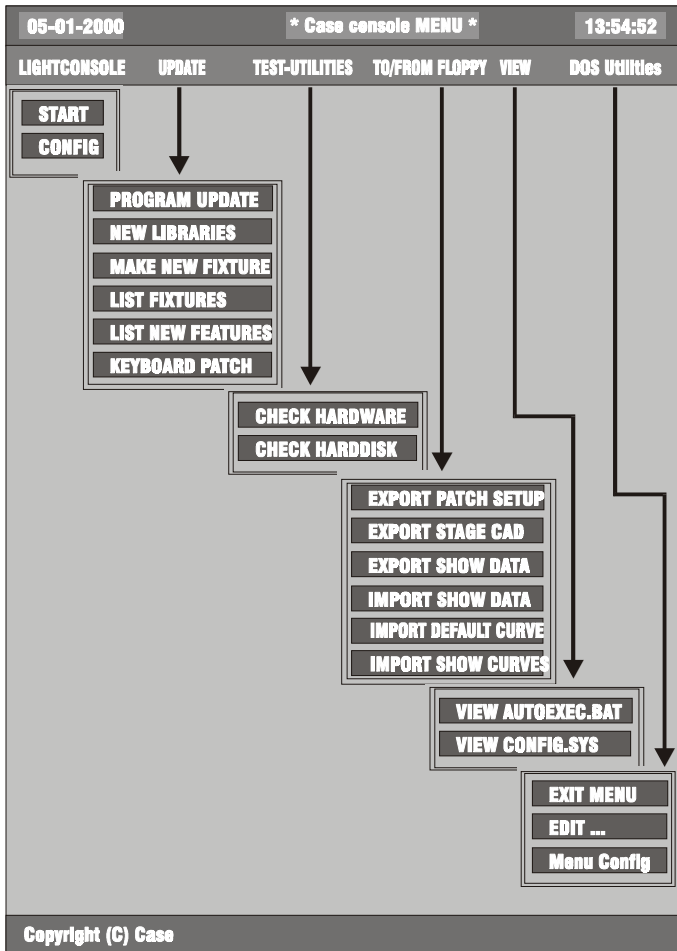 05-01-2000 * Case console MENU * 13:54:52
LIGHTCONSOLE UPDATE TEST-UTILITIES TO/FROM FLOPPY VIEW DOS Utilities
START
CONFIG
PROGRAM UPDATE
NEW LIBRARIES
MAKE NEW FIXTURE
LIST FIXTURES
LIST NEW FEATURES
KEYBOARD PATCH
CHECK HARDWARE
CHECK HARDDISK
EXPORT PATCH SETUP
EXPORT STAGE CAD
EXPORT SHOW DATA
IMPORT SHOW DATA
IMPORT DEFAULT CURVE
IMPORT SHOW CURVES
VIEW AUTOEXEC.BAT
VIEW CONFIG.SYS
EXIT MENU
EDIT ...
Menu Config
Copyright (C) Case